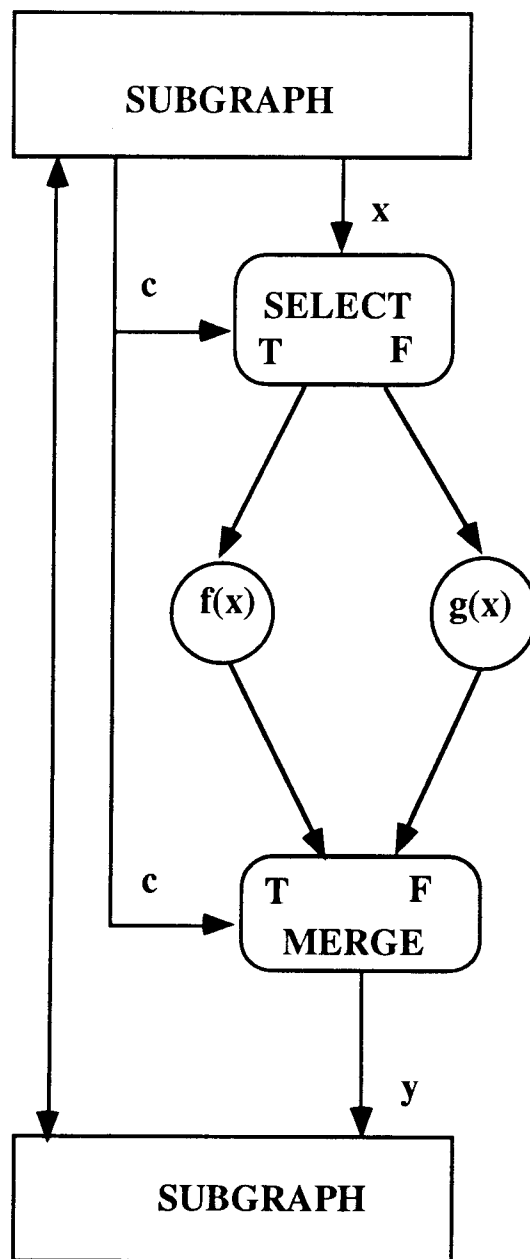 SUBGRAPH
x
c
SELECT
T F
f(x)
g(x)
c
T F
MERGE
y
SUBGRAPH